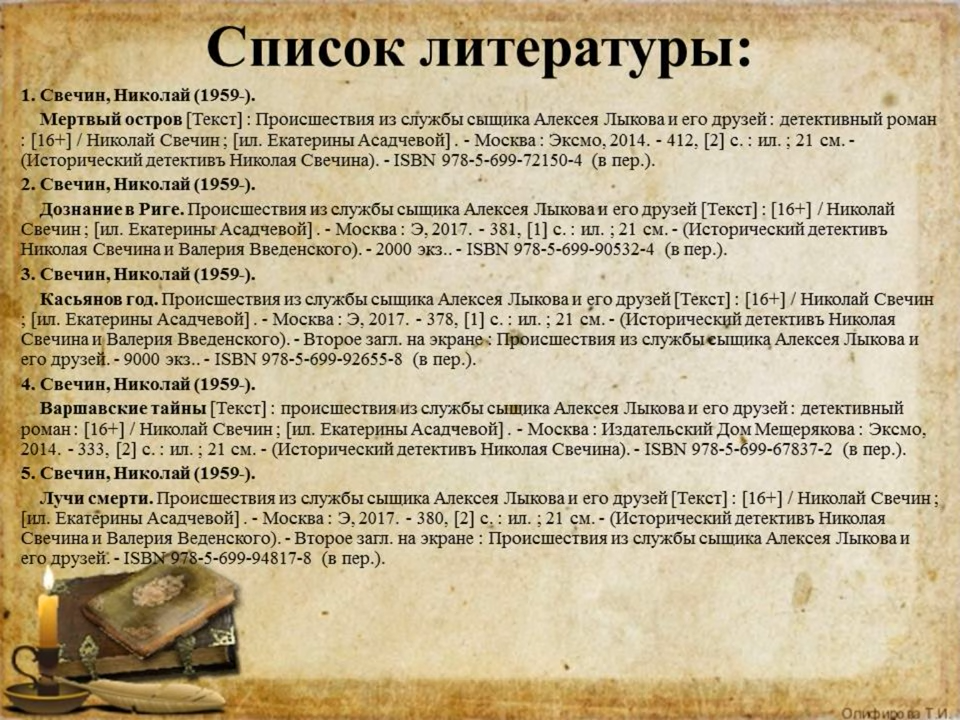 Список литературы:
1. Свечин, Николай (1959-).
Мертвый остров [Текст] : Происшествия из службы сыщика Алексея Лыкова и его друзей : детективный роман
: [16+] / Николай Свечин ; [ил. Екатерины Асадчевой] . - Москва : Эксмо, 2014. - 412, [2] с. : ил. ; 21 см. -
(Исторический детективъ Николая Свечина). - ISBN 978-5-699-72150-4 (в пер.).
2. Свечин, Николай (1959-).
Дознание в Риге. Происшествия из службы сыщика Алексея Лыкова и его друзей [Текст] : [16+] / Николай
Свечин ; [ил. Екатерины Асадчевой] . - Москва : Э, 2017. - 381, [1] с. : ил. ; 21 см. - (Исторический детективъ
Николая Свечина и Валерия Введенского). - 2000 экз.. - ISBN 978-5-699-90532-4 (в пер.).
3. Свечин, Николай (1959-).
Касьянов год. Происшествия из службы сыщика Алексея Лыкова и его друзей [Текст] : [16+] / Николай Свечин
; [ил. Екатерины Асадчевой] . - Москва : Э, 2017. - 378, [1] с. : ил. ; 21 см. - (Исторический детективъ Николая
Свечина и Валерия Введенского). - Второе загл. на экране : Происшествия из службы сыщика Алексея Лыкова и
его друзей. - 9000 экз.. - ISBN 978-5-699-92655-8 (в пер.).
4. Свечин, Николай (1959-).
Варшавские тайны [Текст] : происшествия из службы сыщика Алексея Лыкова и его друзей : детективный
роман : [16+] / Николай Свечин ; [ил. Екатерины Асадчевой] . - Москва : Издательский Дом Мещерякова : Эксмо,
2014. - 333, [2] с. : ил. ; 21 см. - (Исторический детективъ Николая Свечина). - ISBN 978-5-699-67837-2 (в пер.).
5. Свечин, Николай (1959-).
Лучи смерти. Происшествия из службы сыщика Алексея Лыкова и его друзей [Текст] : [16+] / Николай Свечин ;
[ил. Екатерины Асадчевой] . - Москва : Э, 2017. - 380, [2] с. : ил. ; 21 см. - (Исторический детективъ Николая
Свечина и Валерия Веденского). - Второе загл. на экране : Происшествия из службы сыщика Алексея Лыкова и
его друзей. - ISBN 978-5-699-94817-8 (в пер.).
Олифирова Т.И.